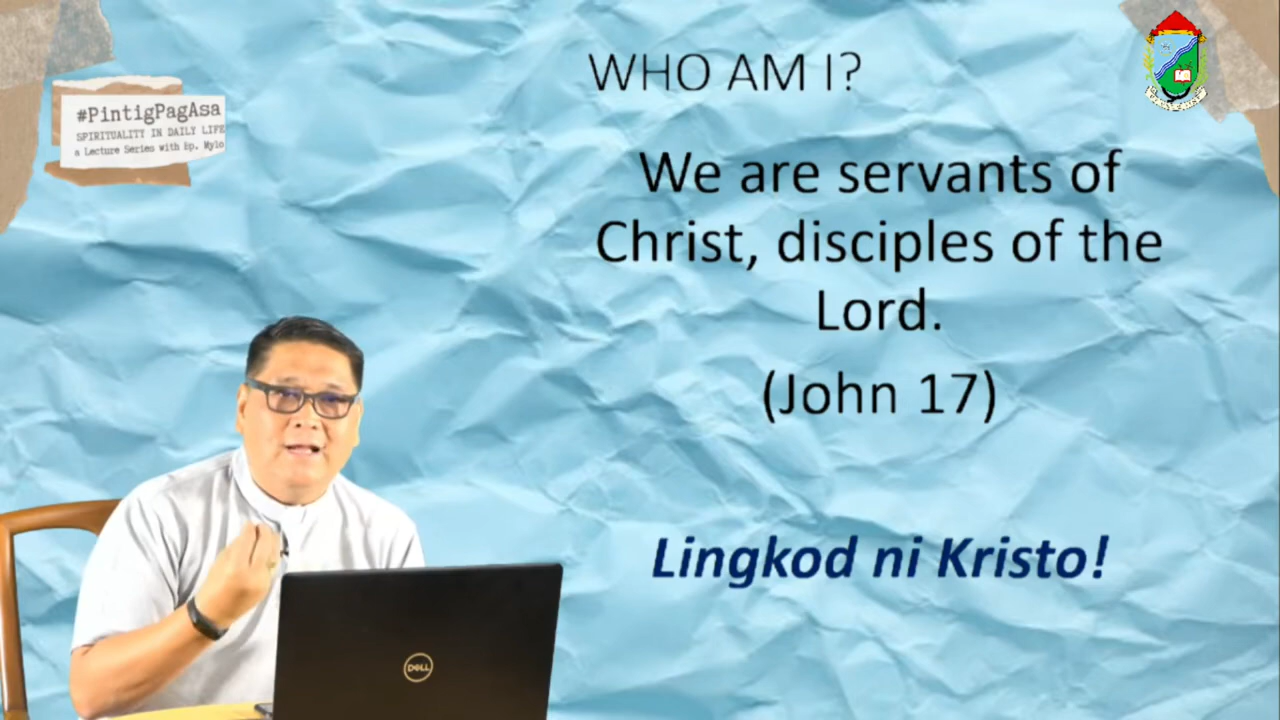 #PintigPagAsa
SPIRITUALITY IN DAILY LIFE
a Lecture Series with Bp. Mylo
WHO AM I?
We are servants of
Christ, disciples of the
Lord.
(John 17)
Lingkod ni Kristo!
DELL